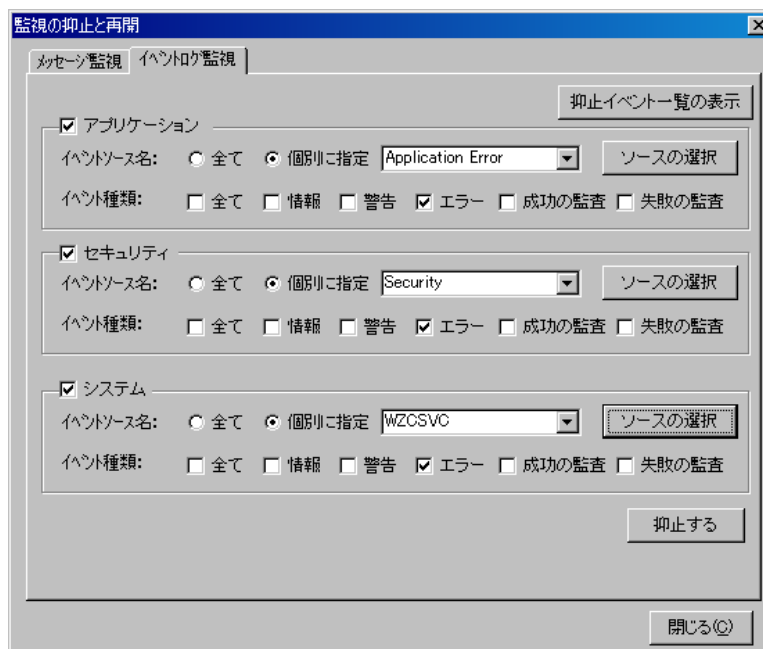 監視の抑止と再開
ﾒｯｾｰｼﾞ監視 ｲﾍﾞﾝﾄﾛｸﾞ監視
抑止イベント一覧の表示
アプリケーション
ｲﾍﾞﾝﾄｿｰｽ名: 全て 個別に指定 Application Error ソースの選択
ｲﾍﾞﾝﾄ種類: 全て 情報 警告 エラー 成功の監査 失敗の監査
セキュリティ
ｲﾍﾞﾝﾄｿｰｽ名: 全て 個別に指定 Security ソースの選択
ｲﾍﾞﾝﾄ種類: 全て 情報 警告 エラー 成功の監査 失敗の監査
システム
ｲﾍﾞﾝﾄｿｰｽ名: 全て 個別に指定 WZCSVC ソースの選択
ｲﾍﾞﾝﾄ種類: 全て 情報 警告 エラー 成功の監査 失敗の監査
抑止する
閉じる(C)